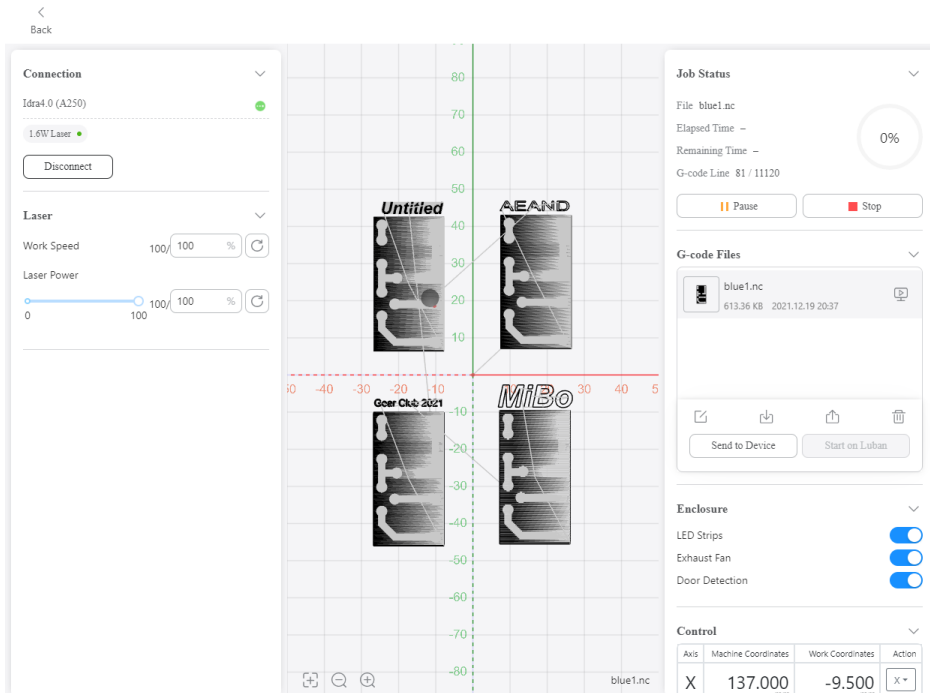 Back
Connection
Idra4.0 (A250)
1.6W Laser
Disconnect
Laser
Work Speed 100/ 100 %
Laser Power
100/ 100 %
0 100
80
70
60
50
Untitled AEAND
40
30
20
10
50 -40 -30 -20 -10 10 20 30 40 5
Geer Club 2021 MiBo
-10
-20
-30
-40
-50
-60
-70
-80
blue1.nc
Job Status
File blue1.nc
Elapsed Time –
Remaining Time –
G-code Line 81 / 11120
0%
Pause Stop
G-code Files
blue1.nc
613.36 KB 2021.12.19 20:37
Send to Device Start on Luban
Enclosure
LED Strips
Exhaust Fan
Door Detection
Control
Axis Machine Coordinates Work Coordinates Action
X 137.000 -9.500 X